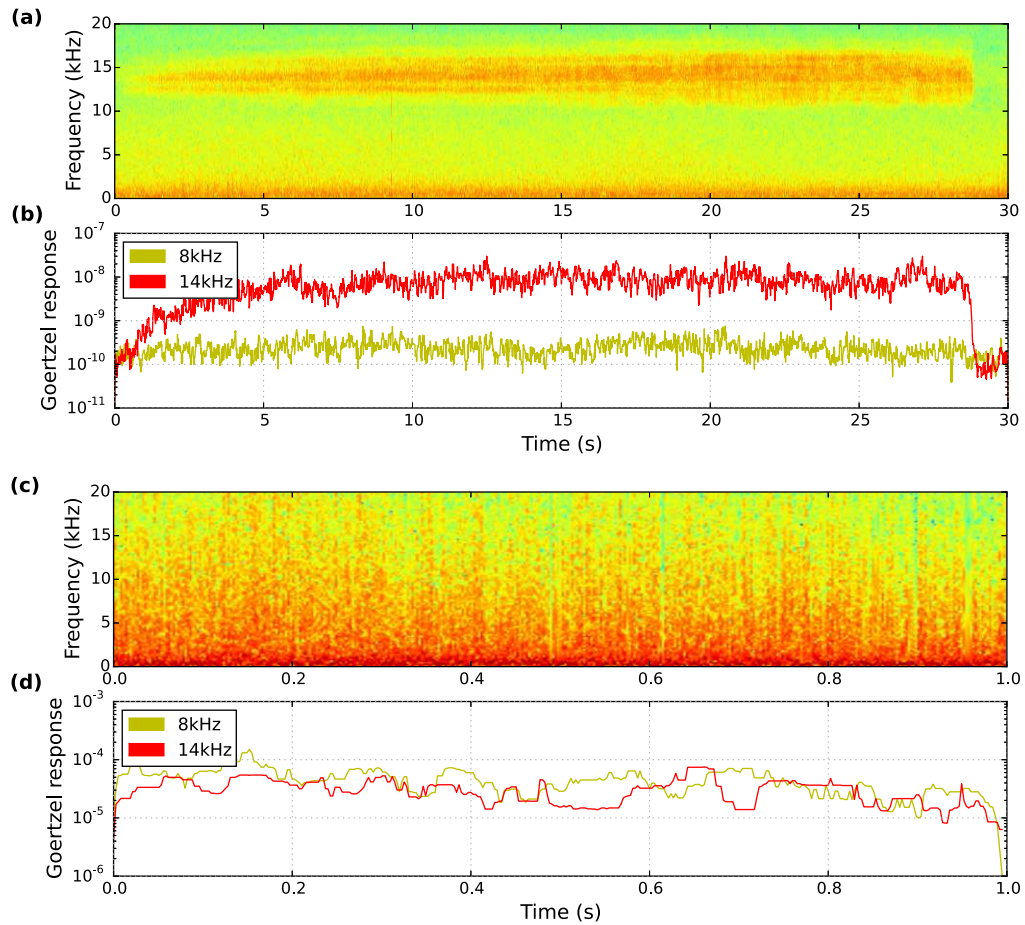 (a)
Frequency (kHz)
20
15
10
5
0
0 5 10 15 20 25 30
(b)
Goertzel response
10⁻⁷
10⁻⁸
10⁻⁹
10⁻¹⁰
10⁻¹¹
8kHz
14kHz
0 5 10 15 20 25 30
Time (s)
(c)
Frequency (kHz)
20
15
10
5
0
0.0 0.2 0.4 0.6 0.8 1.0
(d)
Goertzel response
10⁻³
10⁻⁴
10⁻⁵
10⁻⁶
8kHz
14kHz
0.0 0.2 0.4 0.6 0.8 1.0
Time (s)